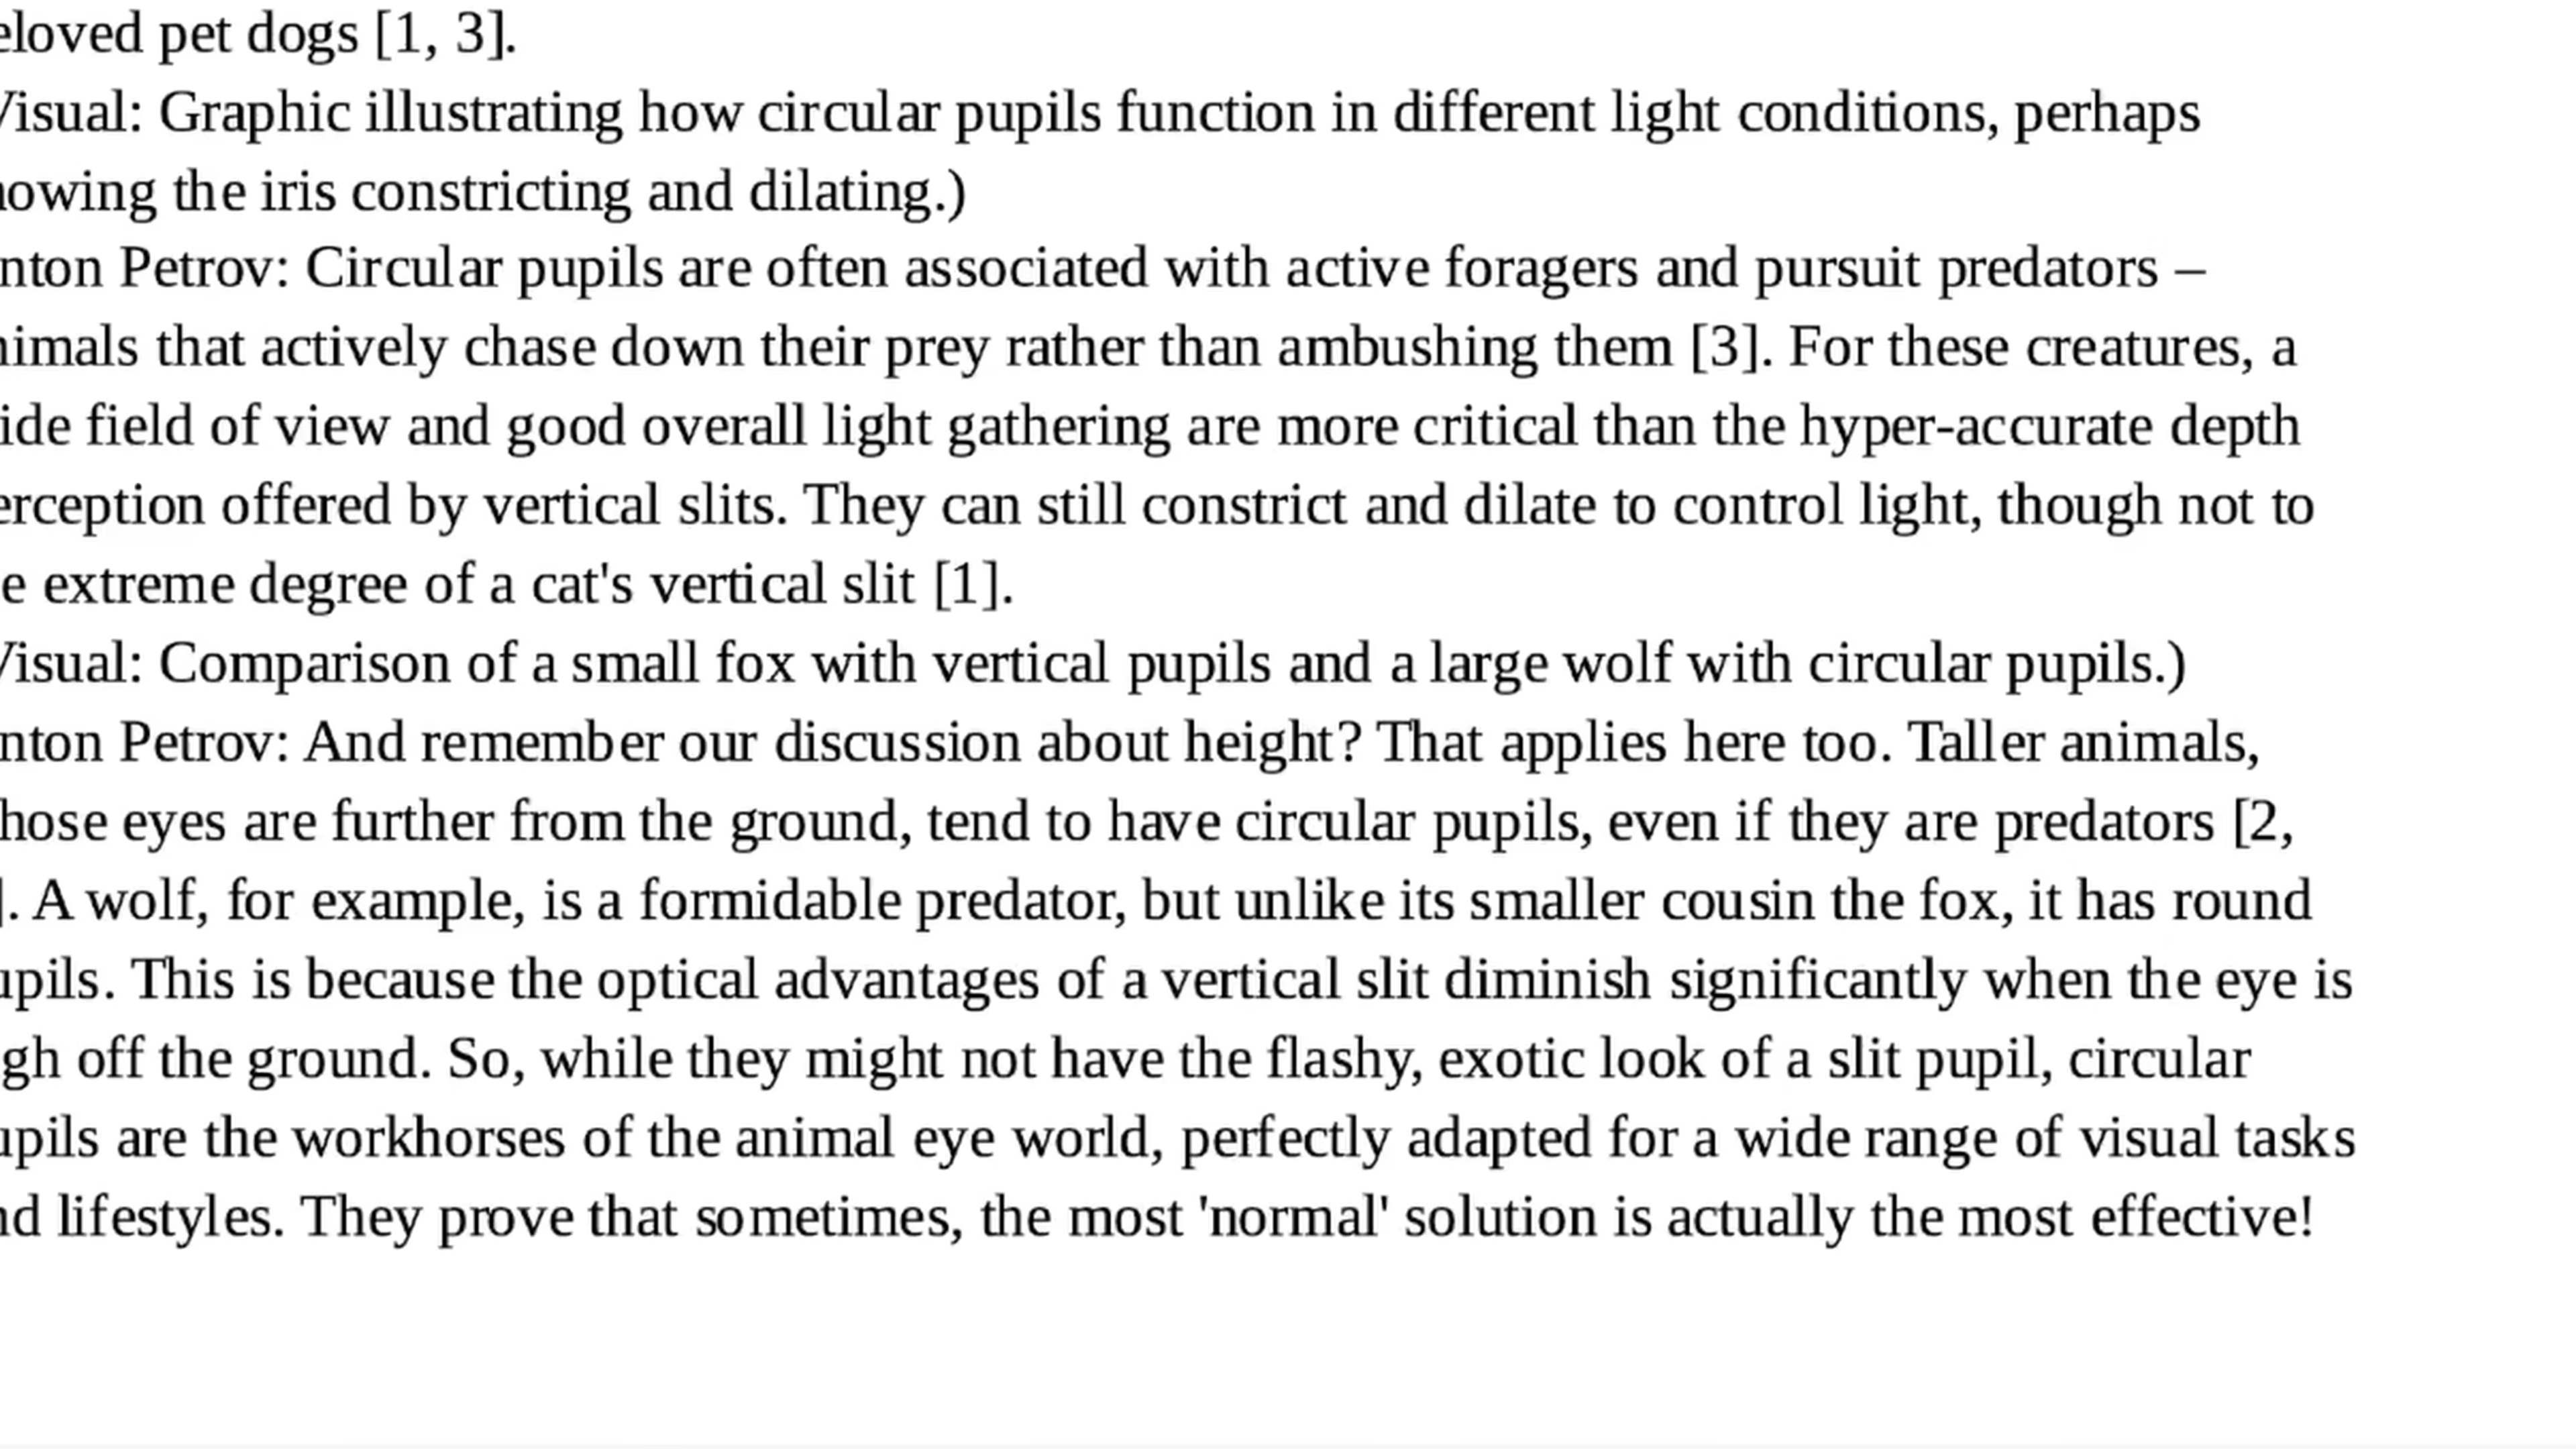 eloved pet dogs [1, 3].
Visual: Graphic illustrating how circular pupils function in different light conditions, perhaps
howing the iris constricting and dilating.)
nton Petrov: Circular pupils are often associated with active foragers and pursuit predators –
nimals that actively chase down their prey rather than ambushing them [3]. For these creatures, a
ide field of view and good overall light gathering are more critical than the hyper-accurate depth
erception offered by vertical slits. They can still constrict and dilate to control light, though not to
e extreme degree of a cat's vertical slit [1].
Visual: Comparison of a small fox with vertical pupils and a large wolf with circular pupils.)
nton Petrov: And remember our discussion about height? That applies here too. Taller animals,
hose eyes are further from the ground, tend to have circular pupils, even if they are predators [2,
]. A wolf, for example, is a formidable predator, but unlike its smaller cousin the fox, it has round
upils. This is because the optical advantages of a vertical slit diminish significantly when the eye is
gh off the ground. So, while they might not have the flashy, exotic look of a slit pupil, circular
upils are the workhorses of the animal eye world, perfectly adapted for a wide range of visual tasks
nd lifestyles. They prove that sometimes, the most 'normal' solution is actually the most effective!